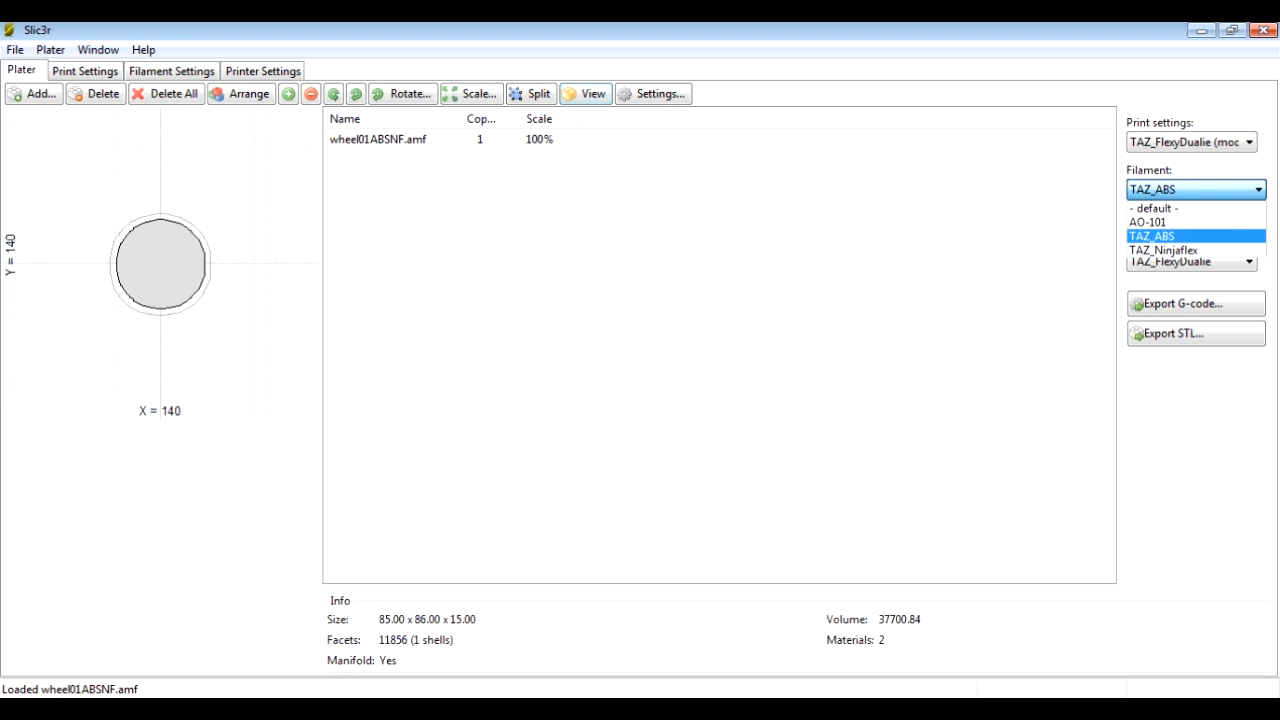 Slic3r
File Plater Window Help
Plater Print Settings Filament Settings Printer Settings
Add... Delete Delete All Arrange Rotate... Scale... Split View Settings...
Name Cop... Scale
wheel01ABSNF.amf 1 100%
Y = 140
X = 140
Print settings:
TAZ_FlexyDualie (moc
Filament:
TAZ_ABS
- default -
AO-101
TAZ_ABS
TAZ_Ninjaflex
TAZ_FlexyDualie
Export G-code...
Export STL...
Info
Size: 85.00 x 86.00 x 15.00 Volume: 37700.84
Facets: 11856 (1 shells) Materials: 2
Manifold: Yes
Loaded wheel01ABSNF.amf